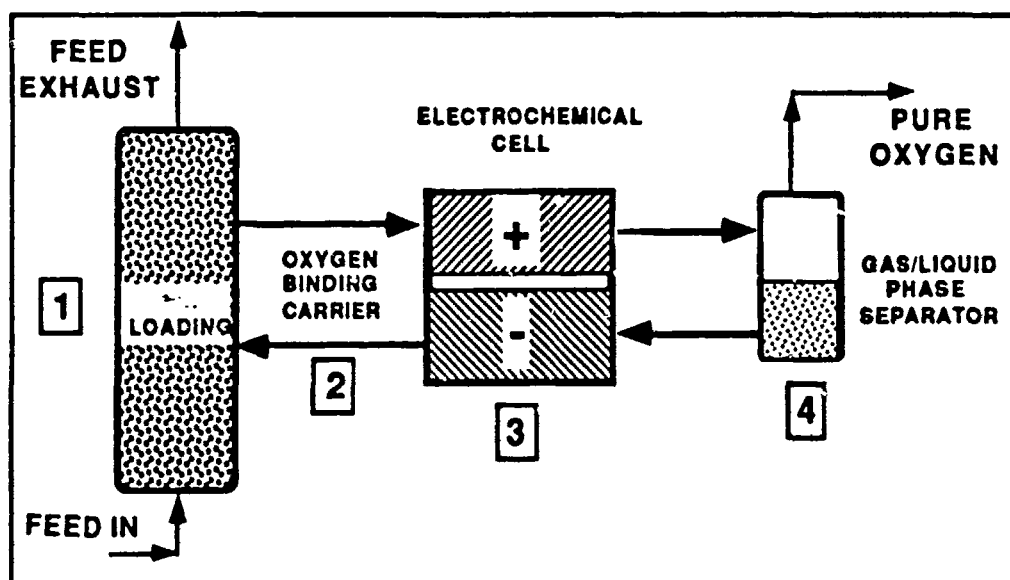 FEED
EXHAUST
ELECTROCHEMICAL
CELL
PURE
OXYGEN
+
OXYGEN
BINDING
CARRIER
GAS/LIQUID
PHASE
SEPARATOR
1
LOADING
-
2
3
4
FEED IN